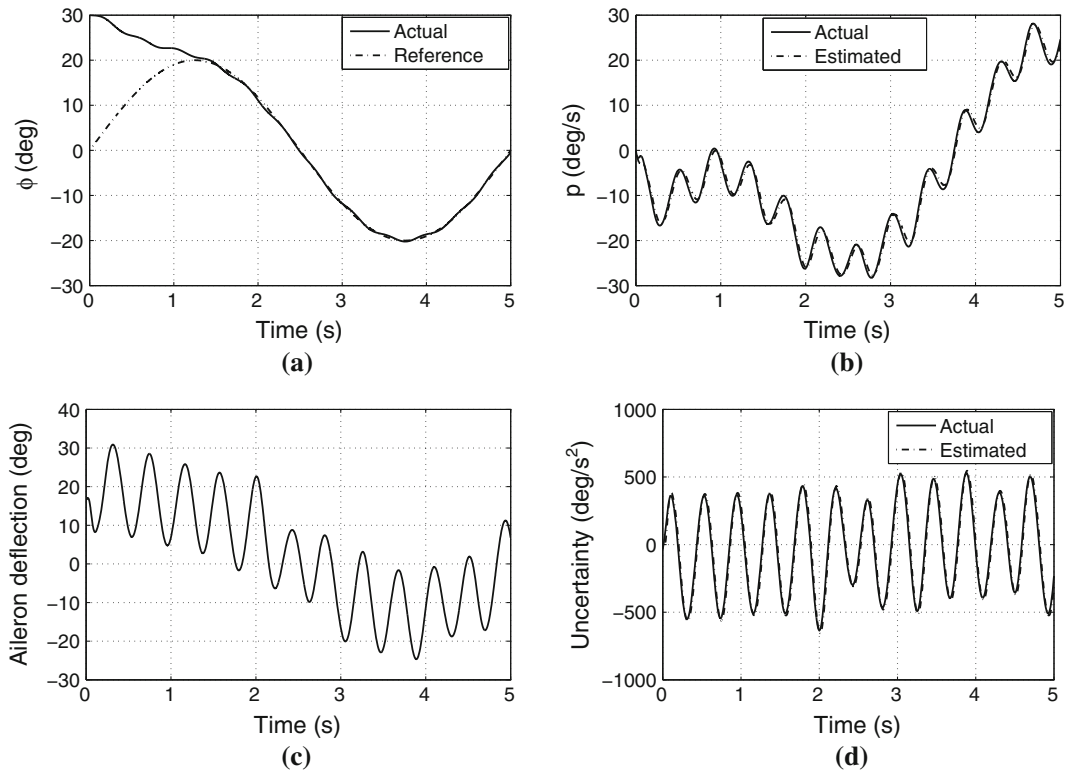 30
20
10
0
−10
−20
−30
0
1
2
3
4
5
φ (deg)
Time (s)
Actual
Reference
(a)
30
20
10
0
−10
−20
−30
0
1
2
3
4
5
p (deg/s)
Time (s)
Actual
Estimated
(b)
40
30
20
10
0
−10
−20
−30
0
1
2
3
4
5
Aileron deflection (deg)
Time (s)
(c)
1000
500
0
−500
−1000
0
1
2
3
4
5
Uncertainty (deg/s²)
Time (s)
Actual
Estimated
(d)